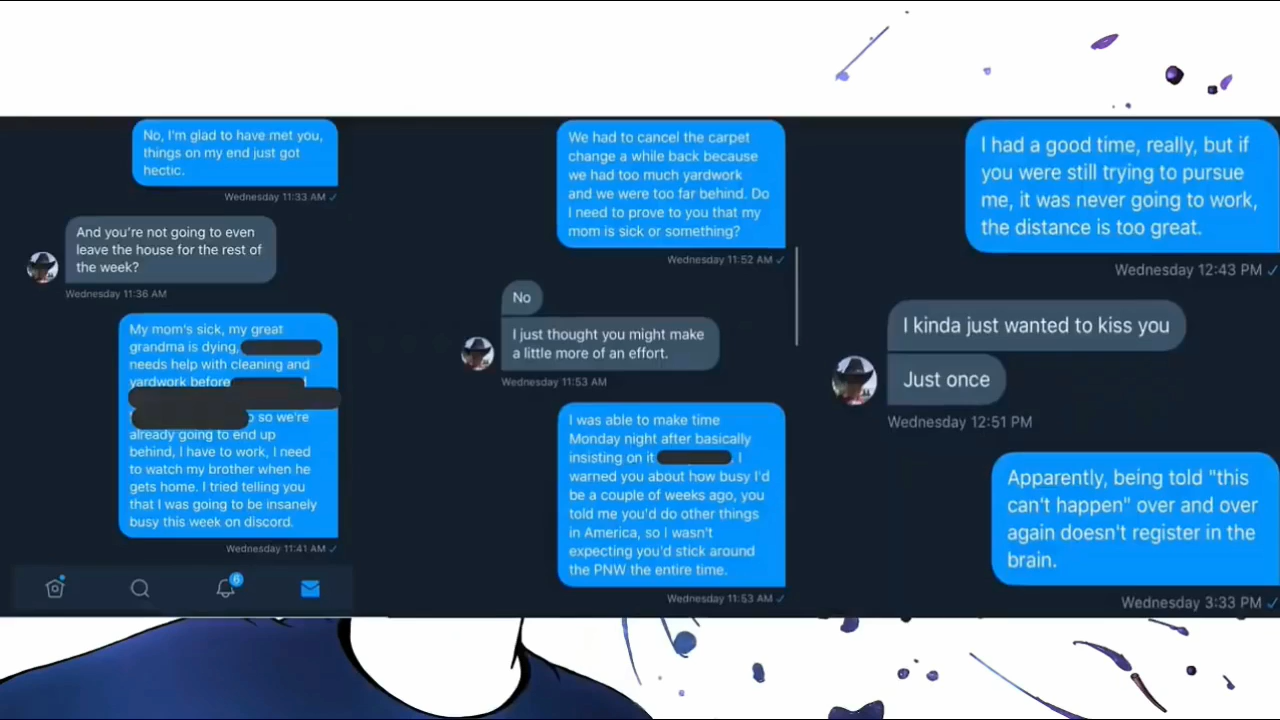 No, I'm glad to have met you,
things on my end just got
hectic.
Wednesday 11:33 AM ✓
And you're not going to even
leave the house for the rest of
the week?
Wednesday 11:36 AM
My mom's sick, my great
grandma is dying,
needs help with cleaning and
yardwork before
so we're
already going to end up
behind, I have to work, I need
to watch my brother when he
gets home. I tried telling you
that I was going to be insanely
busy this week on discord.
Wednesday 11:41 AM ✓
6
We had to cancel the carpet
change a while back because
we had too much yardwork
and we were too far behind. Do
I need to prove to you that my
mom is sick or something?
Wednesday 11:52 AM ✓
No
I just thought you might make
a little more of an effort.
Wednesday 11:53 AM
I was able to make time
Monday night after basically
insisting on it I
warned you about how busy I'd
be a couple of weeks ago, you
told me you'd do other things
in America, so I wasn't
expecting you'd stick around
the PNW the entire time.
Wednesday 11:53 AM ✓
I had a good time, really, but if
you were still trying to pursue
me, it was never going to work,
the distance is too great.
Wednesday 12:43 PM ✓
I kinda just wanted to kiss you
Just once
Wednesday 12:51 PM
Apparently, being told "this
can't happen" over and over
again doesn't register in the
brain.
Wednesday 3:33 PM ✓